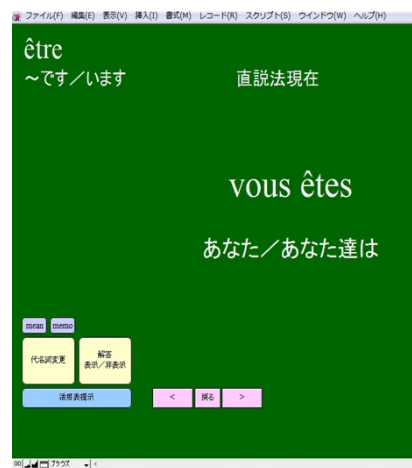 ファイル(F) 編集(E) 表示(V) 挿入(I) 書式(M) レコード(R) スクリプト(S) ウインドウ(W) ヘルプ(H)
être
～です／います 直説法現在
vous êtes
あなた／あなた達は
mean memo
代名詞変更 解答
表示／非表示
活用表提示 < 戻る >
00 ブラウズ